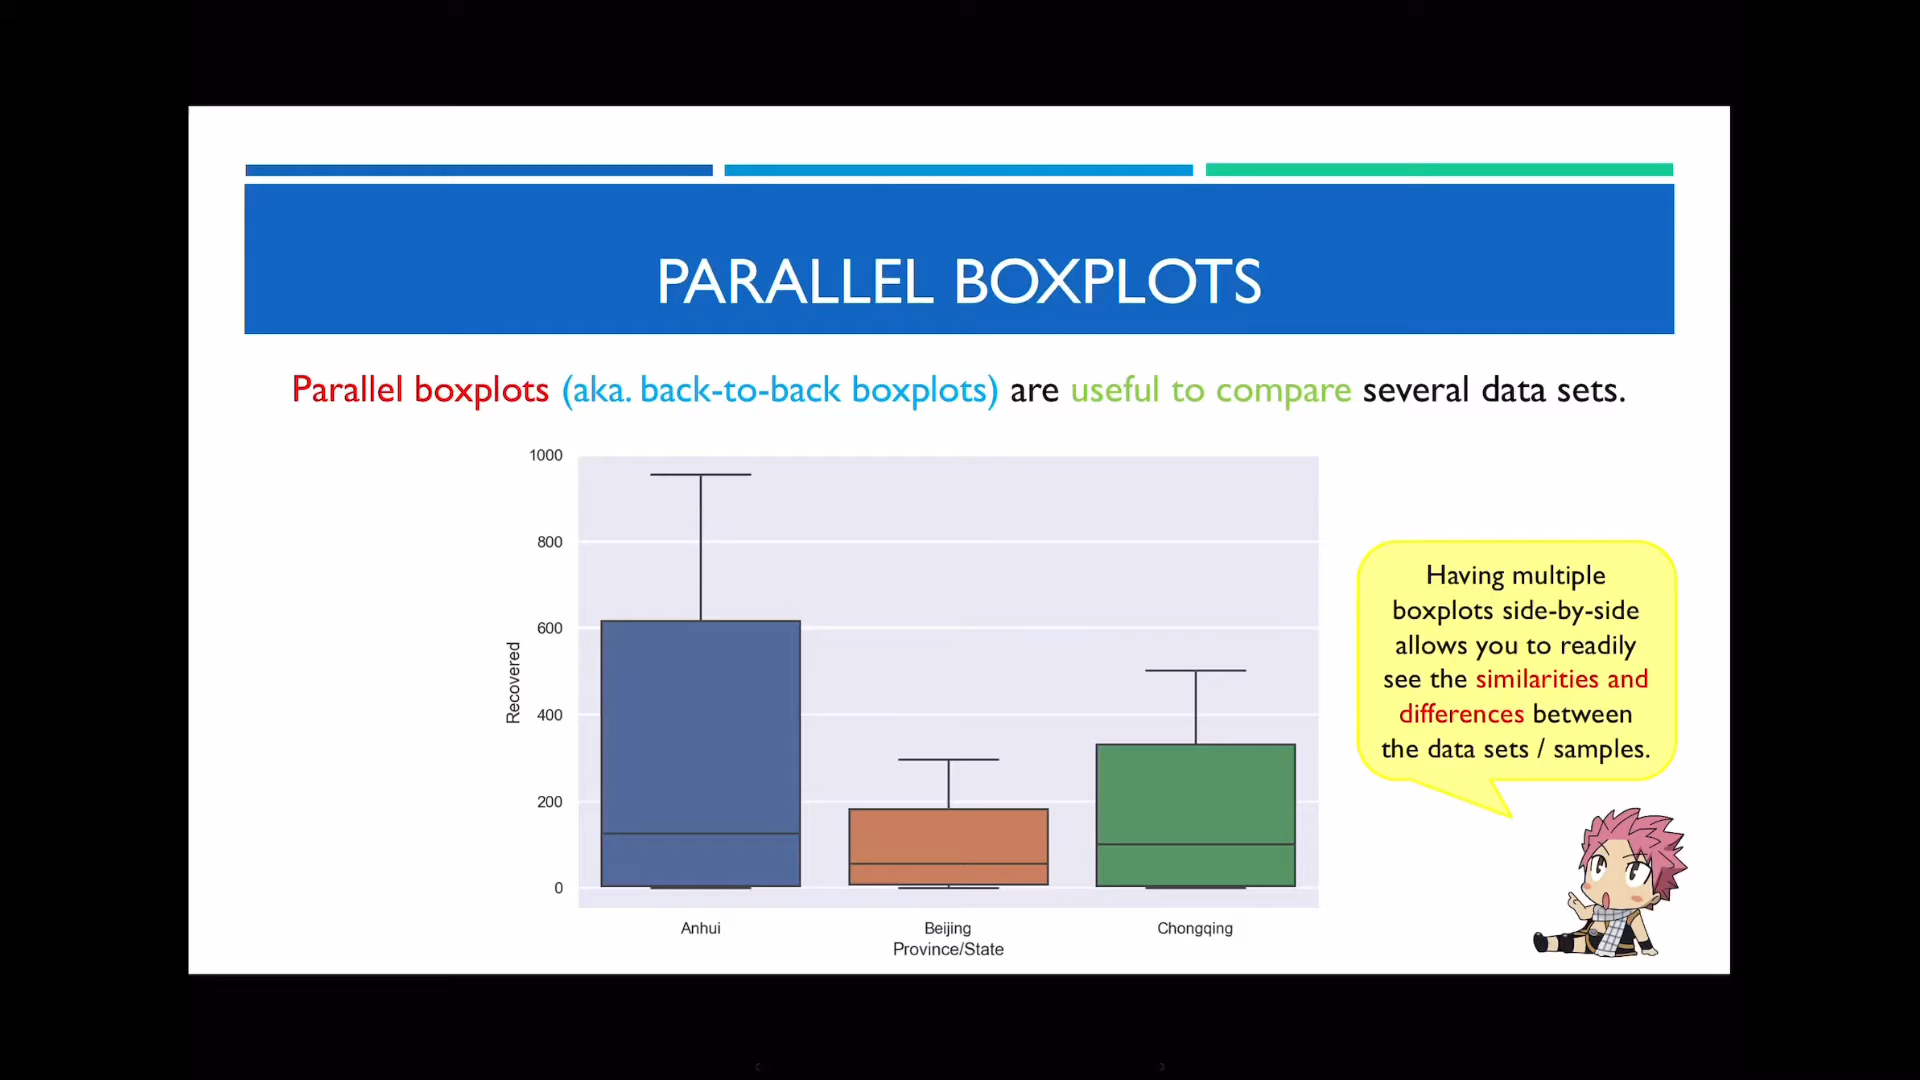 PARALLEL BOXPLOTS
Parallel boxplots (aka. back-to-back boxplots) are useful to compare several data sets.
1000
800
600
400
200
0
Recovered
Anhui
Beijing
Chongqing
Province/State
Having multiple
boxplots side-by-side
allows you to readily
see the similarities and
differences between
the data sets / samples.